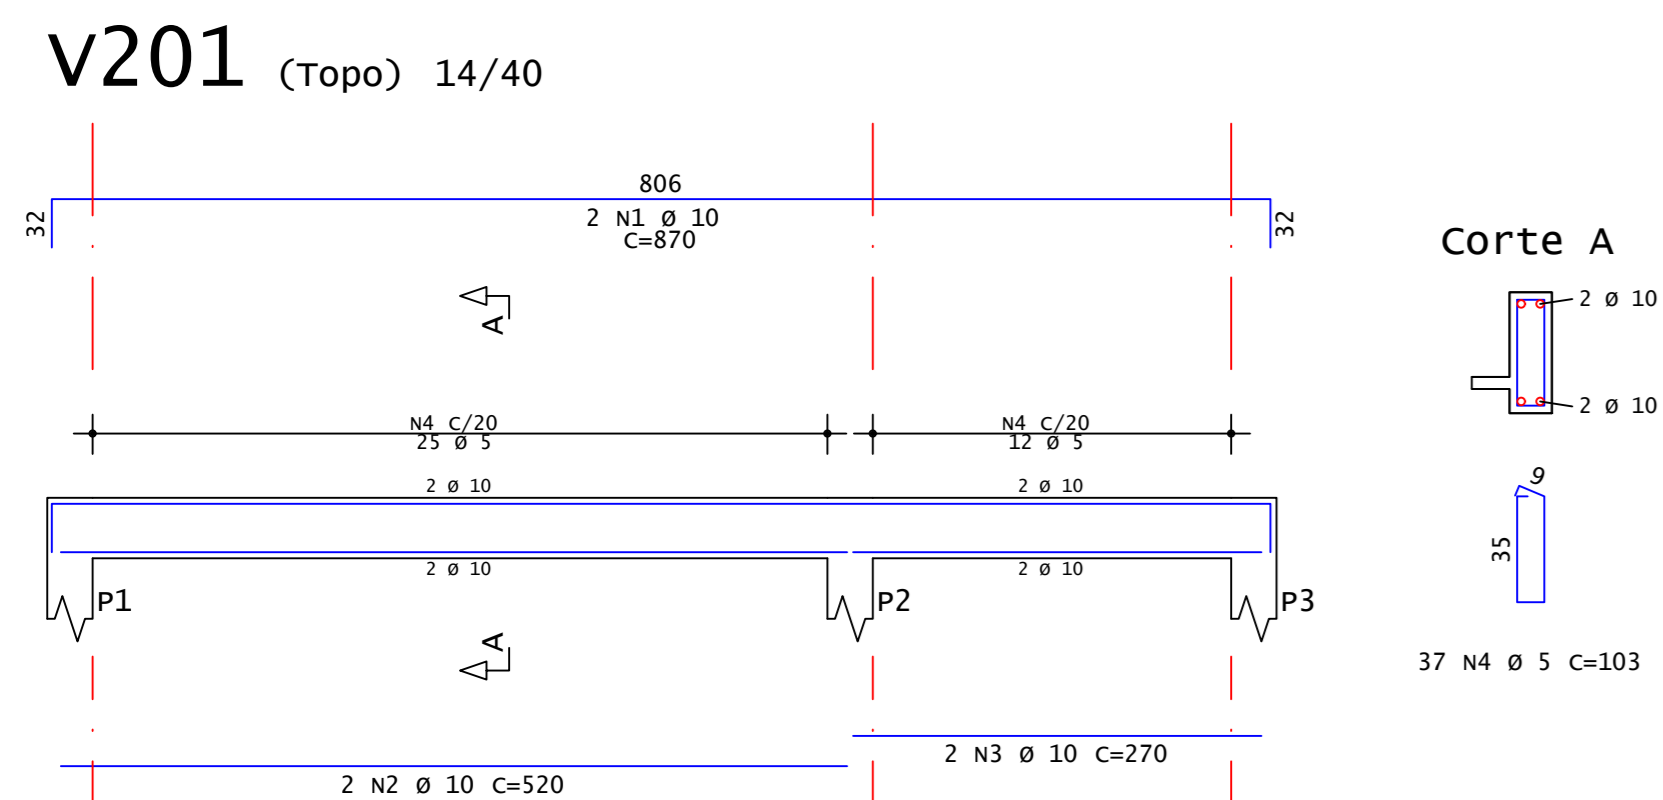 V201 (Topo) 14/40
806
32
2 N1 Ø 10
C=870
32
Corte A
2 Ø 10
2 Ø 10
A
N4 C/20
25 Ø 5
N4 C/20
12 Ø 5
2 Ø 10
2 Ø 10
2 Ø 10
2 Ø 10
9
35
P1
P2
P3
A
37 N4 Ø 5 C=103
2 N3 Ø 10 C=270
2 N2 Ø 10 C=520